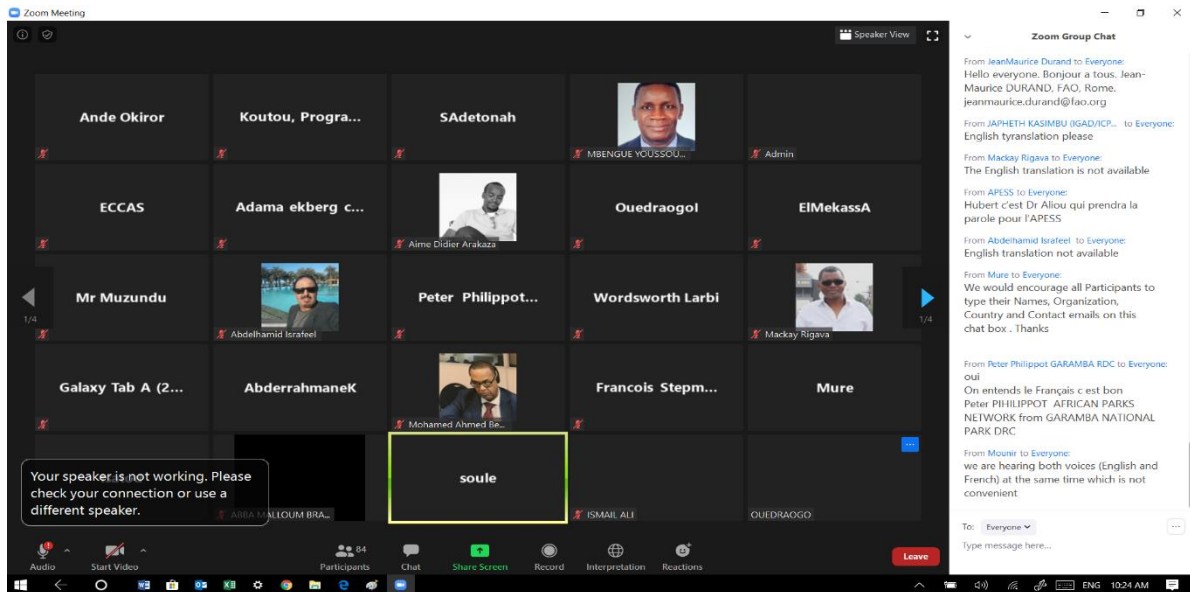 Zoom Meeting
Speaker View
Ande Okiror
Koutou, Progra...
SAdetonah
MBENGUE YOUSSOU...
Admin
ECCAS
Adama ekberg c...
Aime Didier Arakaza
Ouedraogol
ElMekassA
Mr Muzundu
Abdelhamid Israfeel
Peter Philippot...
Wordsworth Larbi
Mackay Rigava
1/4
1/4
Galaxy Tab A (2...
AbderrahmaneK
Mohamed Ahmed Be...
Francois Stepm...
Mure
Your speaker is not working. Please
check your connection or use a
different speaker.
ABBA MALLOUM BRA...
soule
ISMAIL ALI
OUEDRAOGO
Audio
Start Video
84
Participants
Chat
Share Screen
Record
Interpretation
Reactions
Leave
Zoom Group Chat
From JeanMaurice Durand to Everyone:
Hello everyone. Bonjour a tous. Jean-
Maurice DURAND, FAO, Rome.
jeanmaurice.durand@fao.org
From JAPHETH KASIMBU (IGAD/ICP... to Everyone:
English tyranslation please
From Mackay Rigava to Everyone:
The English translation is not available
From APESS to Everyone:
Hubert c'est Dr Aliou qui prendra la
parole pour l'APESS
From Abdelhamid Israfeel to Everyone:
English translation not available
From Mure to Everyone:
We would encourage all Participants to
type their Names, Organization,
Country and Contact emails on this
chat box . Thanks
From Peter Philippot GARAMBA RDC to Everyone:
oui
On entends le Français c est bon
Peter PIHILIPPOT AFRICAN PARKS
NETWORK from GARAMBA NATIONAL
PARK DRC
From Mounir to Everyone:
we are hearing both voices (English and
French) at the same time which is not
convenient
To: Everyone
Type message here...
ENG 10:24 AM